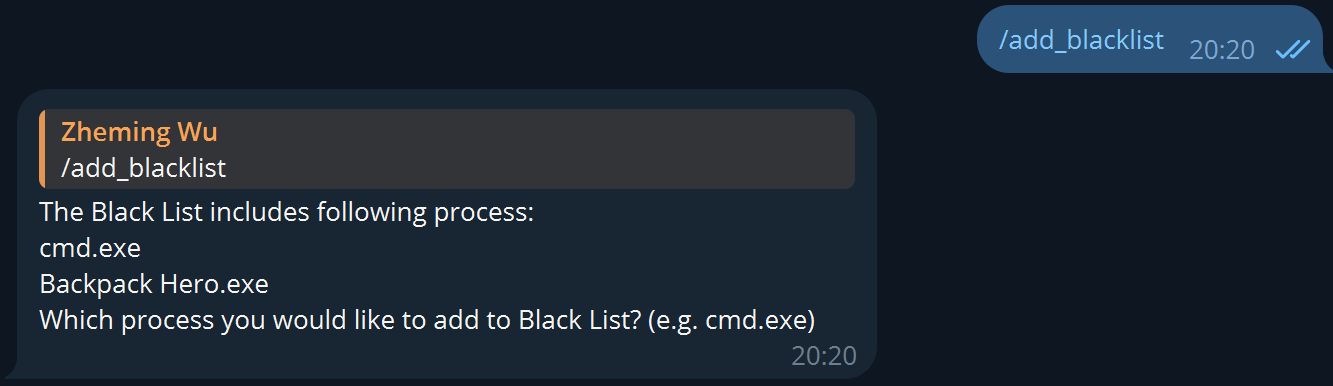 /add_blacklist 20:20
Zheming Wu
/add_blacklist
The Black List includes following process:
cmd.exe
Backpack Hero.exe
Which process you would like to add to Black List? (e.g. cmd.exe)
20:20